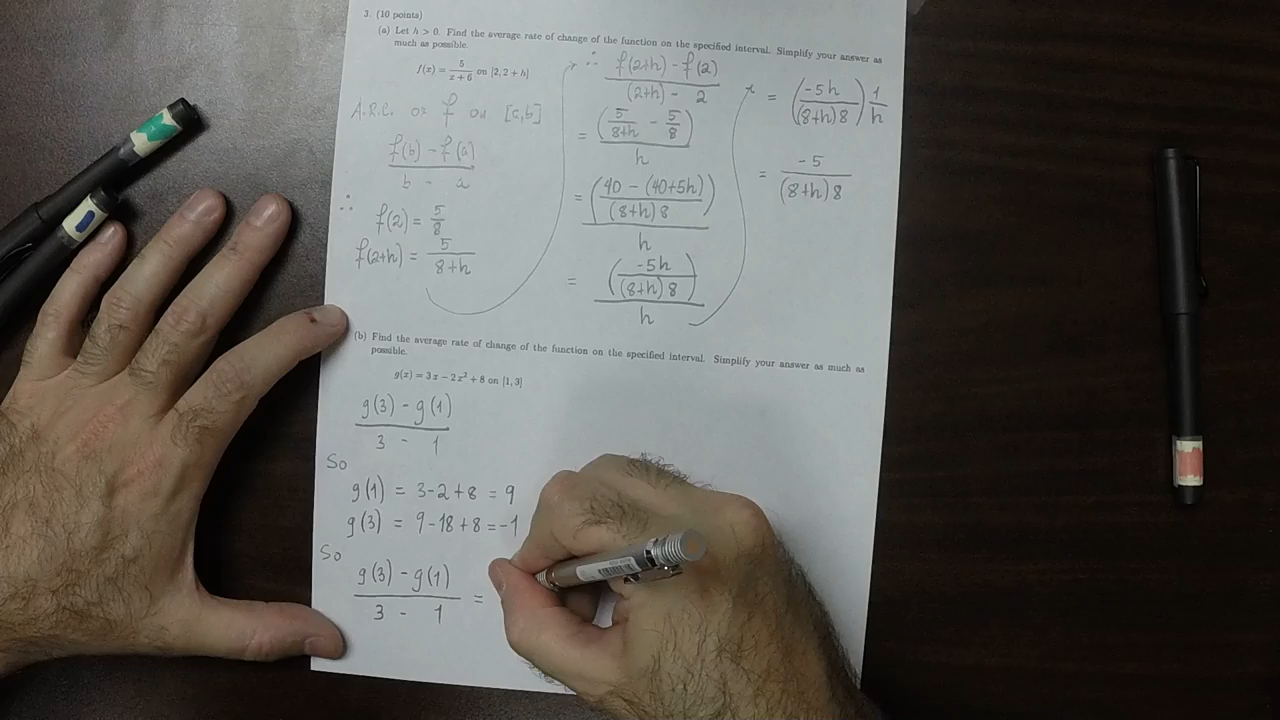 3. (10 points)
(a) Let h > 0. Find the average rate of change of the function on the specified interval. Simplify your answer as
much as possible.
f(x) = 5/(x+6) on [2, 2 + h]
A.R.C. of f on [a,b]
(f(b) - f(a))/(b - a)
∴
f(2) = 5/8
f(2+h) = 5/(8+h)
∴ (f(2+h) - f(2))/((2+h) - 2)
= (5/(8+h) - 5/8)/h
= ((40 - (40+5h))/((8+h)8))/h
= (-5h/((8+h)8))/h
= (-5h/((8+h)8)) 1/h
= -5/((8+h)8)
(b) Find the average rate of change of the function on the specified interval. Simplify your answer as much as
possible.
g(x) = 3x − 2x² + 8 on [1, 3]
(g(3) - g(1))/(3 - 1)
So
g(1) = 3-2+8 = 9
g(3) = 9-18+8 = -1
So
(g(3) - g(1))/(3 - 1) =